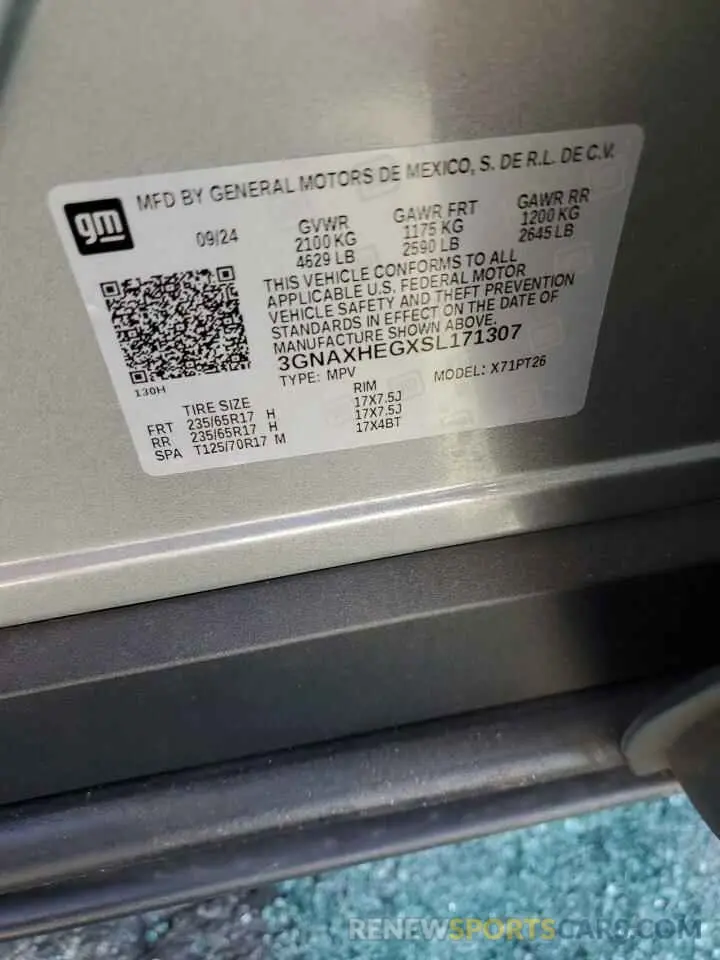 gm
MFD BY GENERAL MOTORS DE MEXICO, S. DE R.L. DE C.V.
09/24
GVWR
2100 KG
4629 LB
GAWR FRT
1175 KG
2590 LB
GAWR RR
1200 KG
2645 LB
THIS VEHICLE CONFORMS TO ALL
APPLICABLE U.S. FEDERAL MOTOR
VEHICLE SAFETY AND THEFT PREVENTION
STANDARDS IN EFFECT ON THE DATE OF
MANUFACTURE SHOWN ABOVE.
3GNAXHEGXSL171307
TYPE: MPV MODEL: X71PT26
130H
TIRE SIZE RIM
FRT 235/65R17 H 17X7.5J
RR 235/65R17 H 17X7.5J
SPA T125/70R17 M 17X4BT
RENEWSPORTSCARS.COM